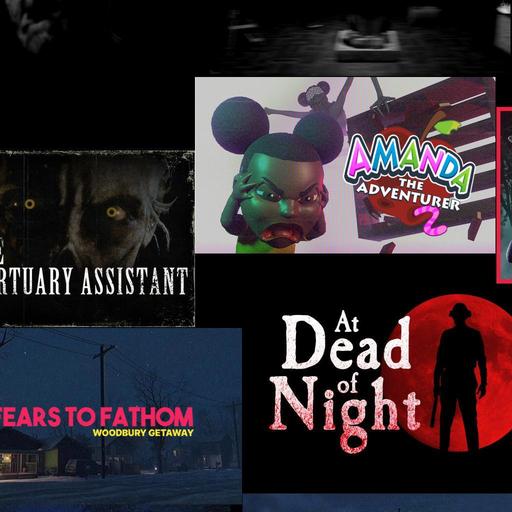 AMANDA
THE
ADVENTURER
2
E
RTUARY ASSISTANT
At
Dead
of
Night
FEARS TO FATHOM
WOODBURY GETAWAY